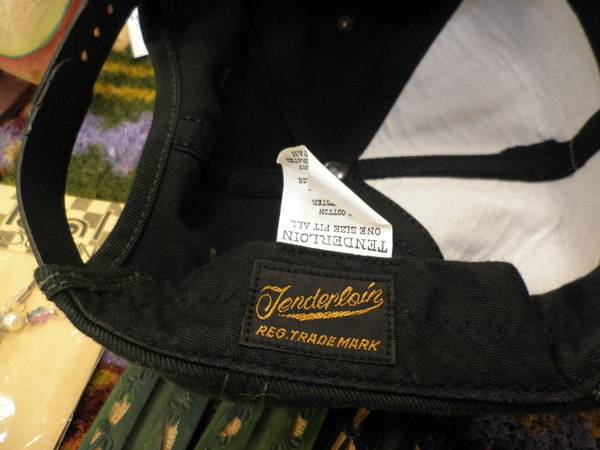 TENDERLOIN
ONE SIZE FIT ALL
COTTON
Tenderloin
REG. TRADE MARK